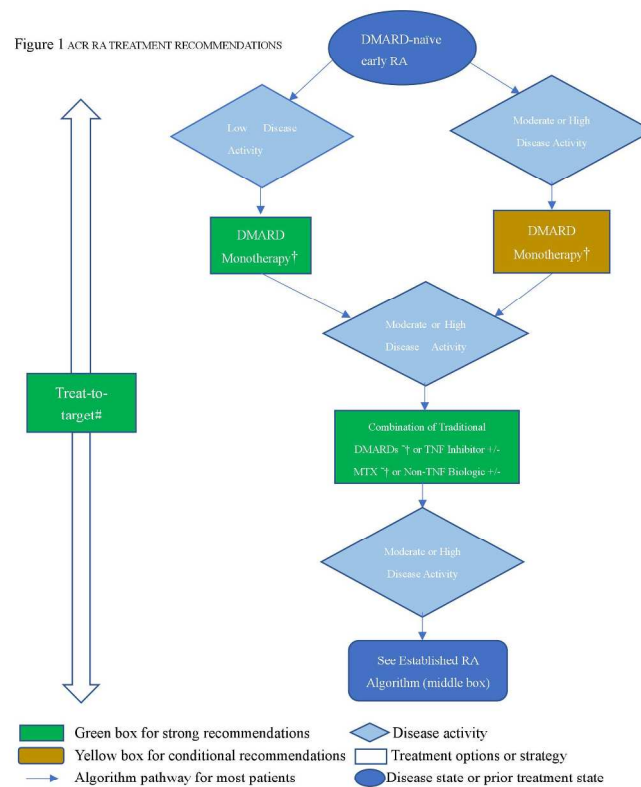 Figure 1 ACR RA TREATMENT RECOMMENDATIONS
DMARD-naïve
early RA
Low Disease
Activity
Moderate or High
Disease Activity
DMARD
Monotherapy†
DMARD
Monotherapy†
Moderate or High
Disease Activity
Treat-to-
target#
Combination of Traditional
DMARDs ˜† or TNF Inhibitor +/-
MTX ˜† or Non-TNF Biologic +/-
Moderate or High
Disease Activity
See Established RA
Algorithm (middle box)
Green box for strong recommendations
Disease activity
Yellow box for conditional recommendations
Treatment options or strategy
Algorithm pathway for most patients
Disease state or prior treatment state